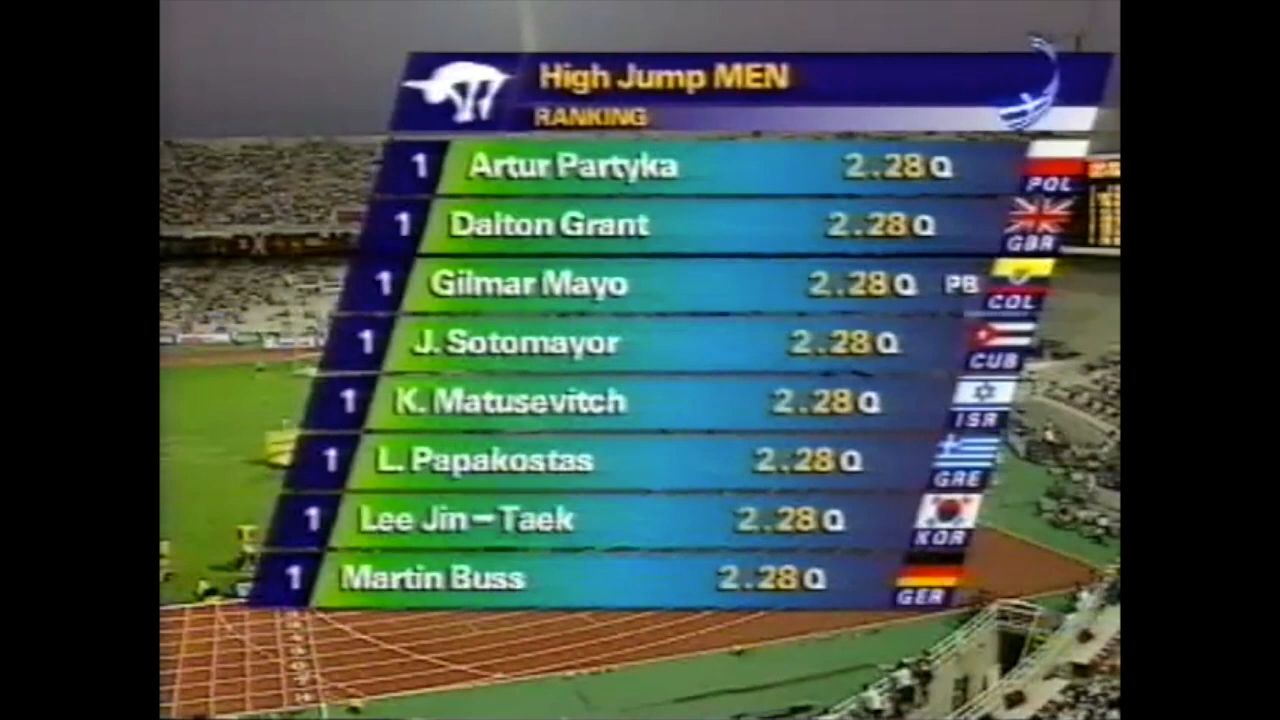 High Jump MEN
RANKING
1 Artur Partyka 2.28 Q POL
1 Dalton Grant 2.28 Q GBR
1 Gilmar Mayo 2.28 Q PB COL
1 J. Sotomayor 2.28 Q CUB
1 K. Matusevitch 2.28 Q ISR
1 L. Papakostas 2.28 Q GRE
1 Lee Jin-Taek 2.28 Q KOR
1 Martin Buss 2.28 Q GER